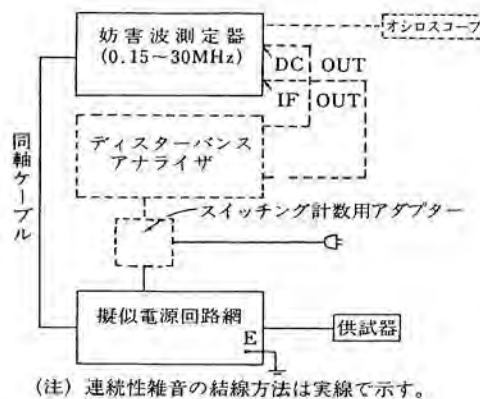 妨害波測定器
(0.15～30MHz)
オシロスコープ
DC OUT
IF OUT
ディスターバンス
アナライザ
同軸ケーブル
スイッチング計数用アダプター
擬似電源回路網
E
供試器
(注) 連続性雑音の結線方法は実線で示す。